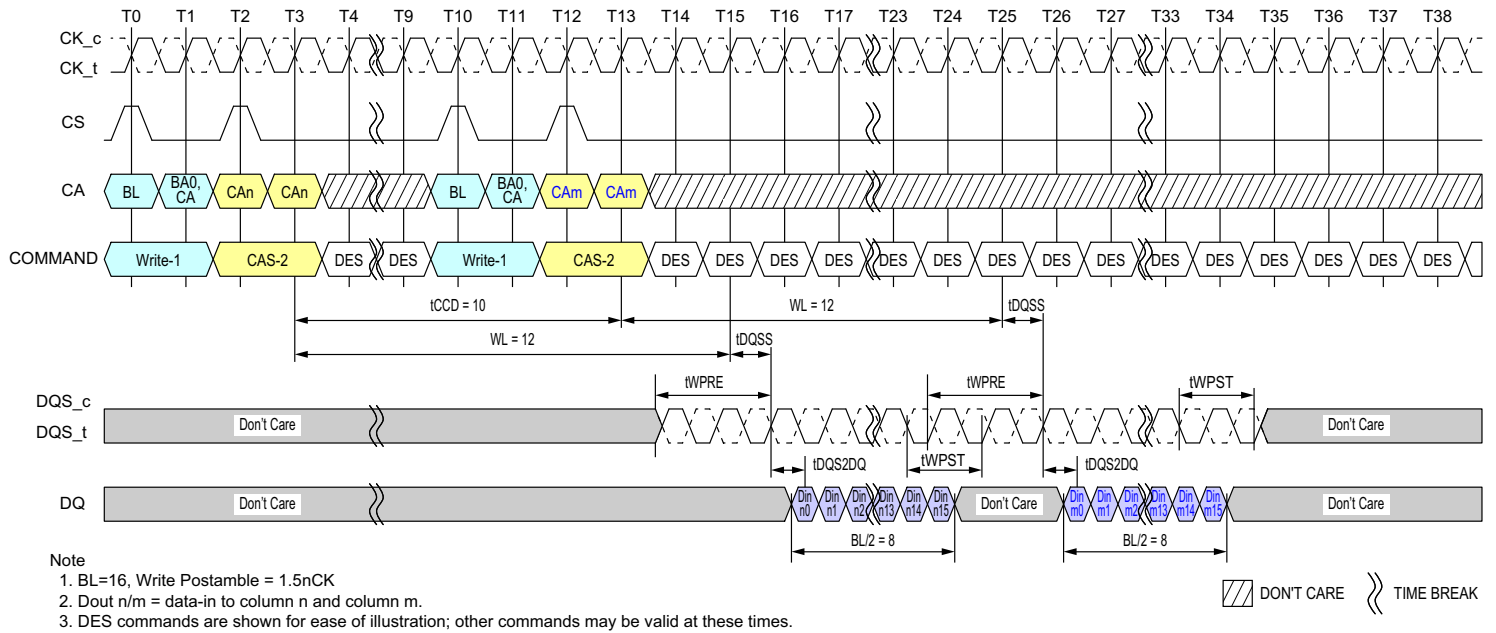 T0 T1 T2 T3 T4 T9 T10 T11 T12 T13 T14 T15 T16 T17 T23 T24 T25 T26 T27 T33 T34 T35 T36 T37 T38
CK_c
CK_t
CS
CA BL BA0, CA CAn CAn BL BA0, CA CAm CAm
COMMAND Write-1 CAS-2 DES DES Write-1 CAS-2 DES DES DES DES DES DES DES DES DES DES DES DES DES DES DES
tCCD = 10 WL = 12 tDQSS
WL = 12 tDQSS
tWPRE tWPRE tWPST
DQS_c
DQS_t Don't Care Don't Care
tDQS2DQ tWPST tDQS2DQ
DQ Don't Care Din n0 Din n1 Din n2 Din n13 Din n14 Din n15 Don't Care Din m0 Din m1 Din m2 Din m13 Din m14 Din m15 Don't Care
BL/2 = 8 BL/2 = 8
Note
1. BL=16, Write Postamble = 1.5nCK
2. Dout n/m = data-in to column n and column m.
3. DES commands are shown for ease of illustration; other commands may be valid at these times.
DON'T CARE TIME BREAK